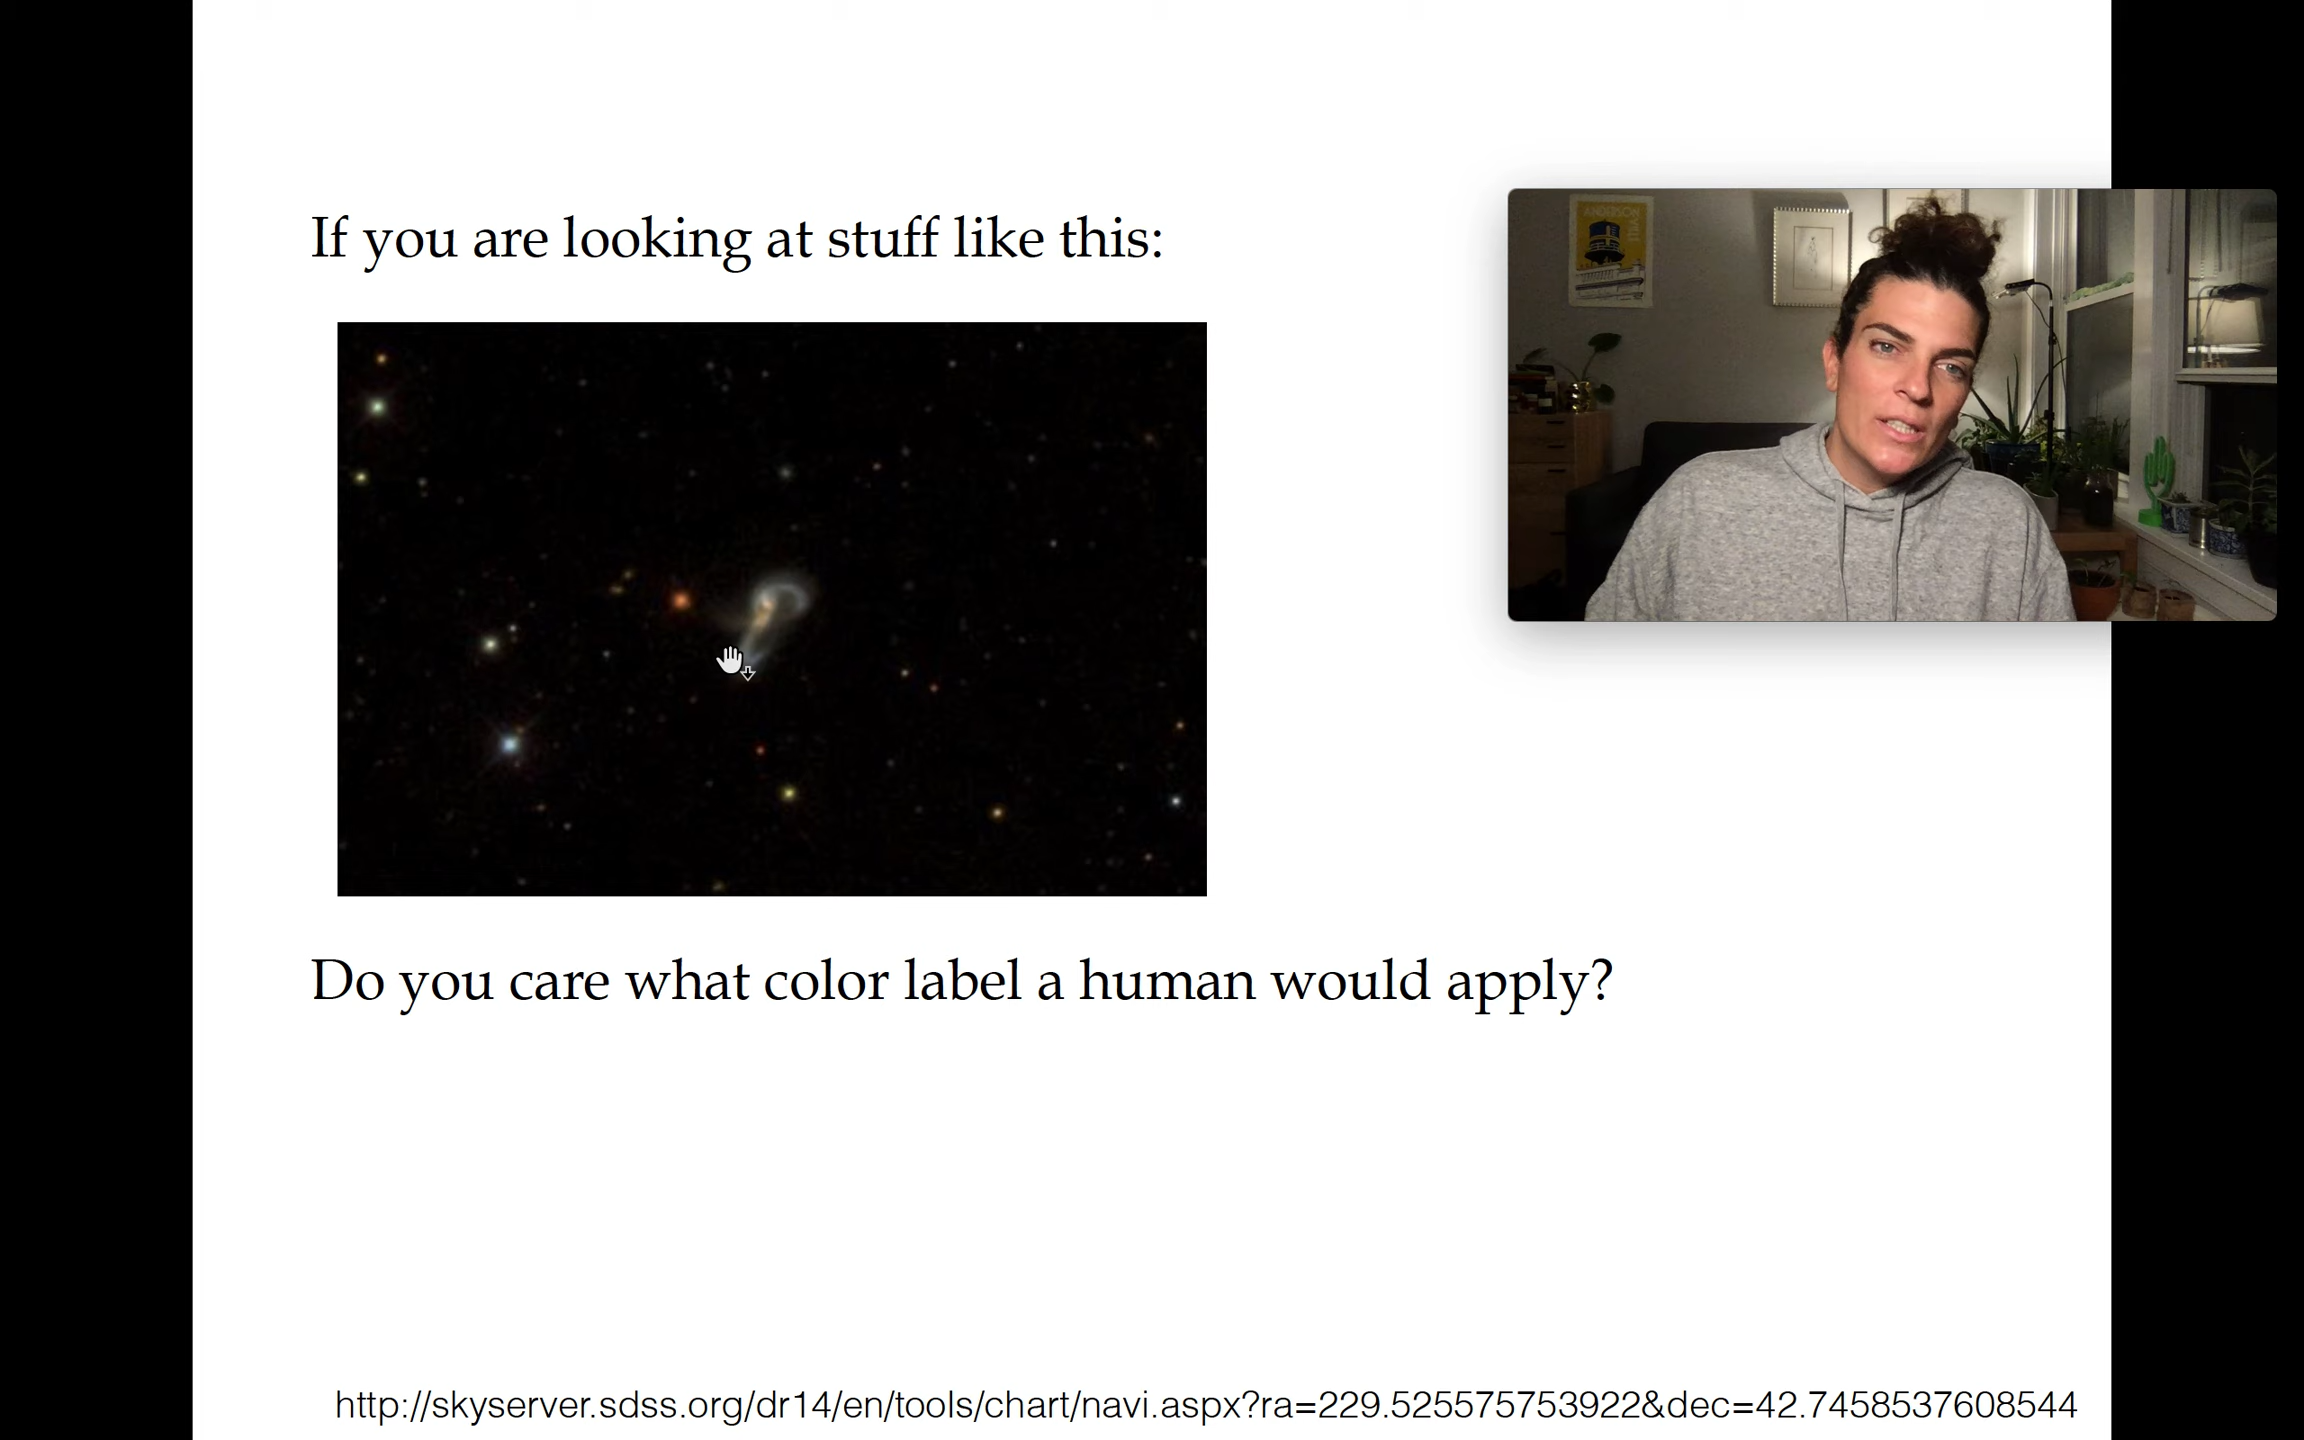 If you are looking at stuff like this:
ANDERSON
Do you care what color label a human would apply?
http://skyserver.sdss.org/dr14/en/tools/chart/navi.aspx?ra=229.525575753922&dec=42.7458537608544